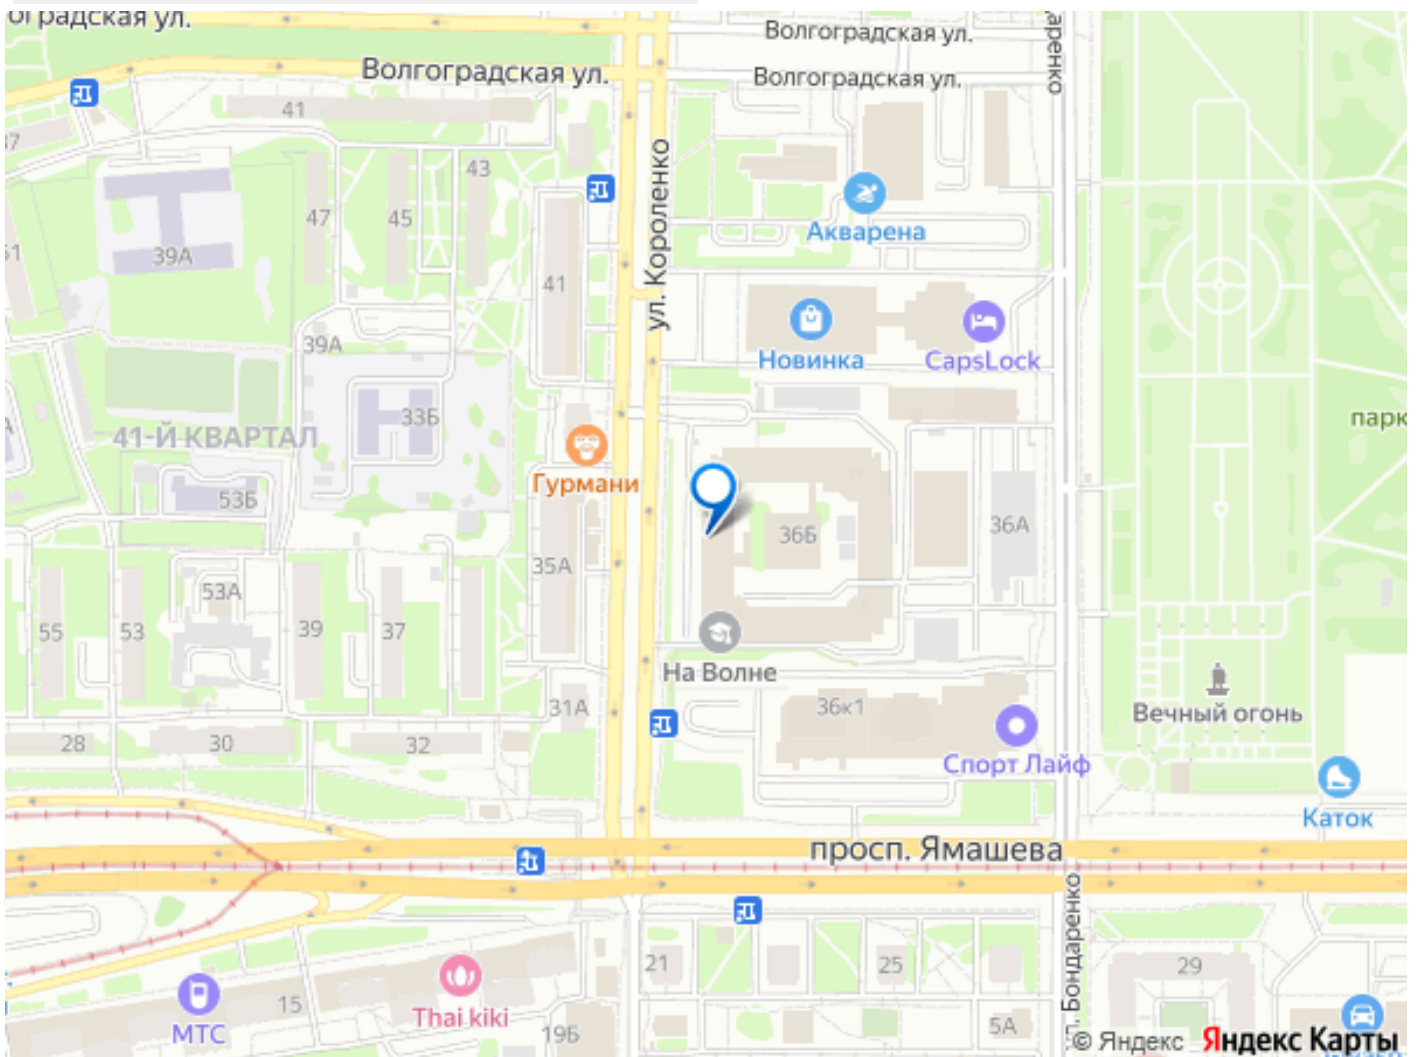 Волгоградская ул.
Волгоградская ул.
Волгоградская ул.
41
43
47
45
39А
41
ул. Короленко
Акварена
Новинка
CapsLock
39А
33Б
41-Й КВАРТАЛ
53Б
Гурмани
35А
36Б
36А
парк
55
53
53А
39
37
31А
На Волне
36к1
Спорт Лайф
Вечный огонь
Каток
28
30
32
просп. Ямашева
Бондаренко
21
25
29
15
МТС
Thai kiki
19Б
5А
© Яндекс
Яндекс Карты